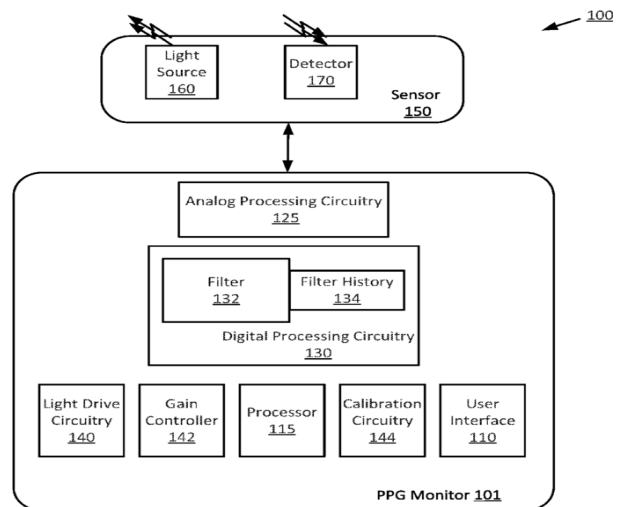 100
Light
Source
160
Detector
170
Sensor
150
Analog Processing Circuitry
125
Filter
132
Filter History
134
Digital Processing Circuitry
130
Light Drive
Circuitry
140
Gain
Controller
142
Processor
115
Calibration
Circuitry
144
User
Interface
110
PPG Monitor 101